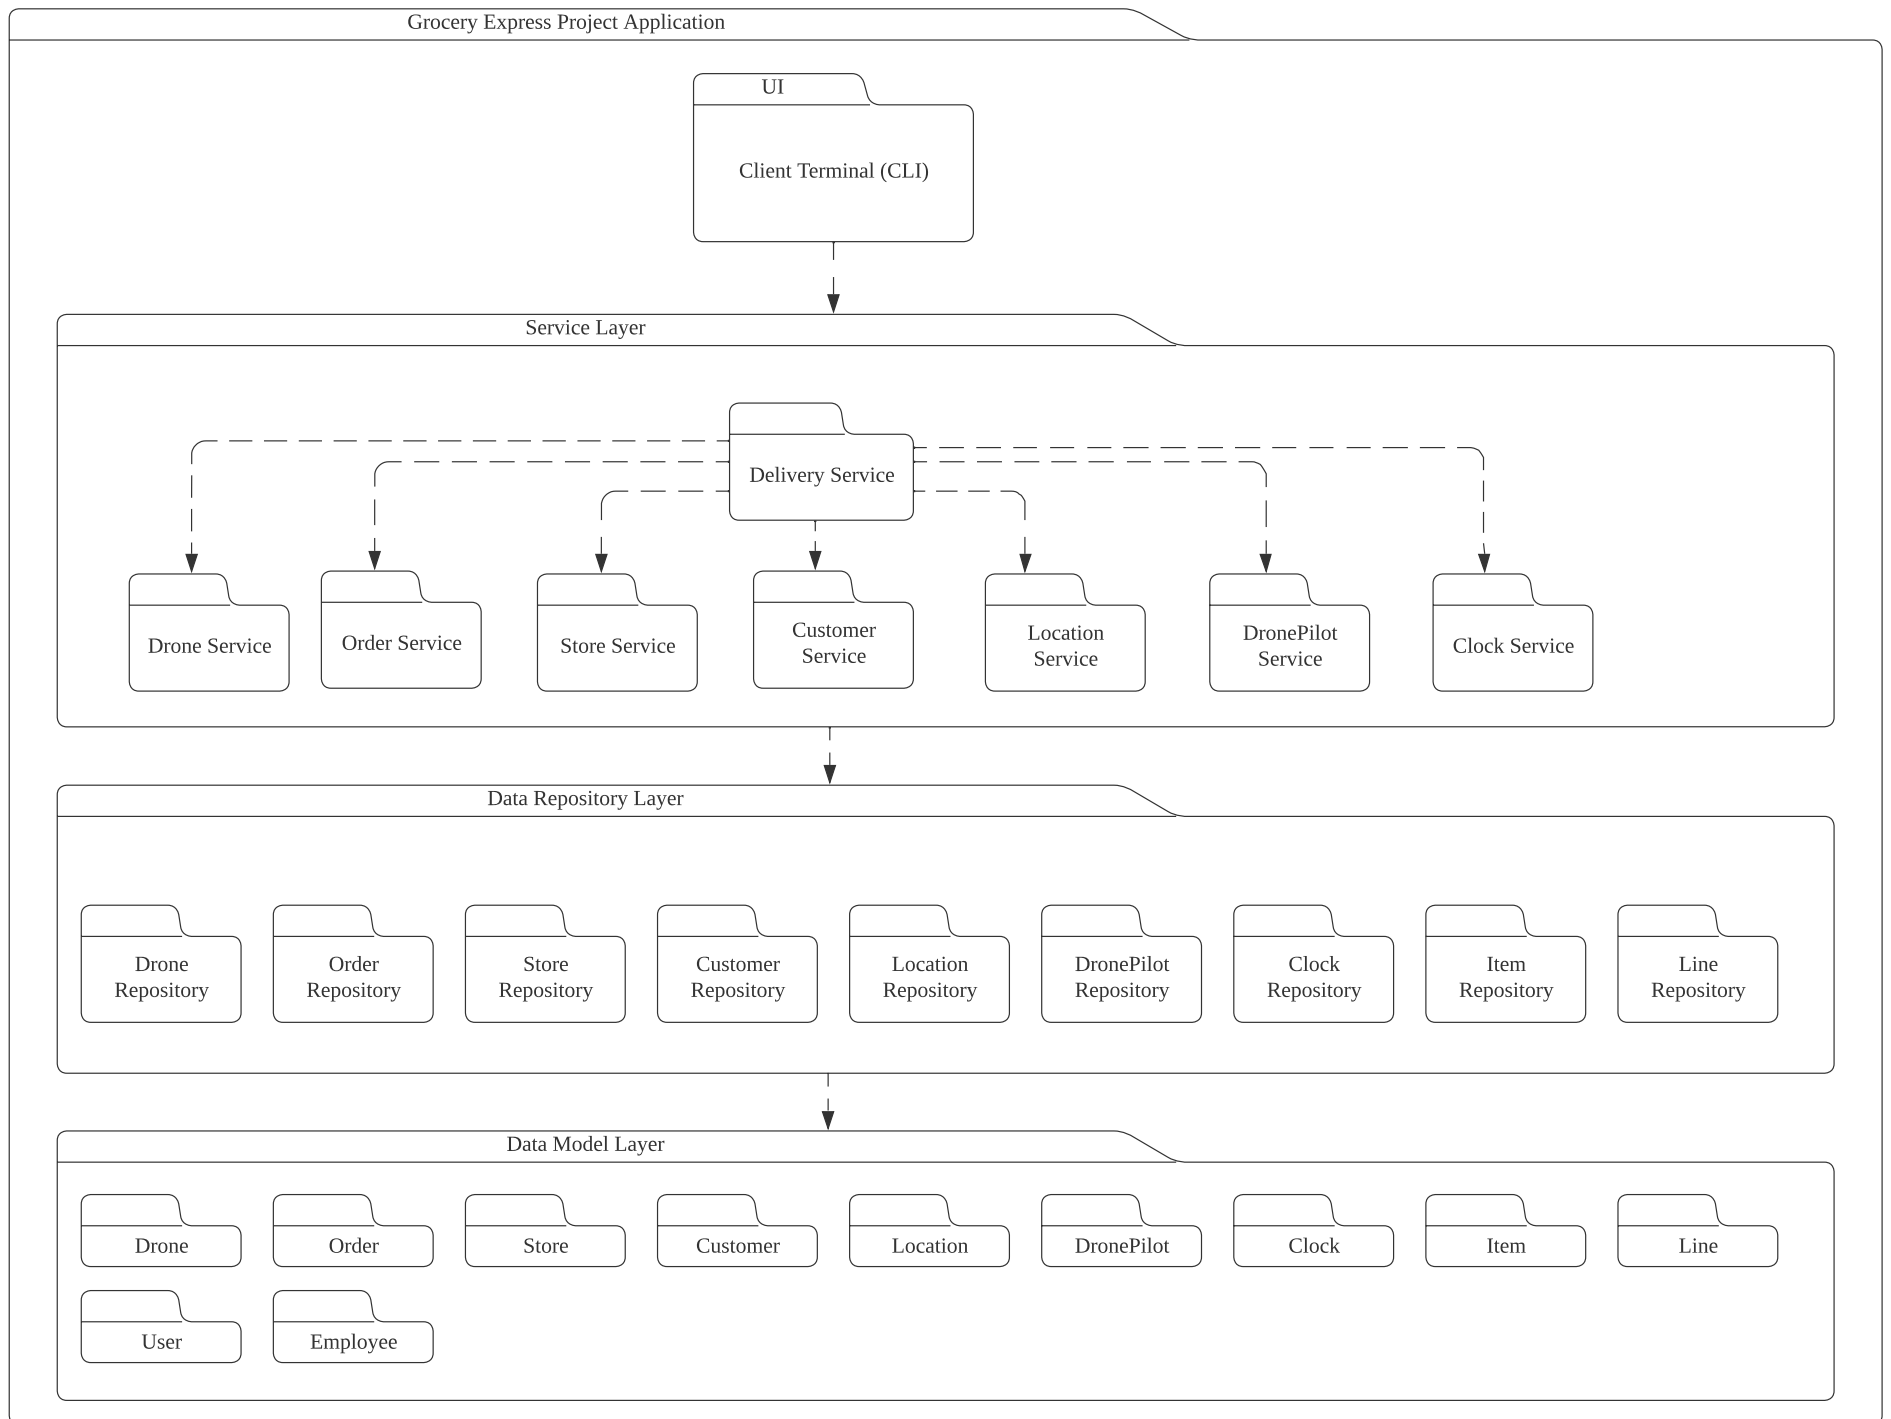 Grocery Express Project Application
UI
Client Terminal (CLI)
Service Layer
Delivery Service
Drone Service
Order Service
Store Service
Customer
Service
Location
Service
DronePilot
Service
Clock Service
Data Repository Layer
Drone
Repository
Order
Repository
Store
Repository
Customer
Repository
Location
Repository
DronePilot
Repository
Clock
Repository
Item
Repository
Line
Repository
Data Model Layer
Drone
Order
Store
Customer
Location
DronePilot
Clock
Item
Line
User
Employee